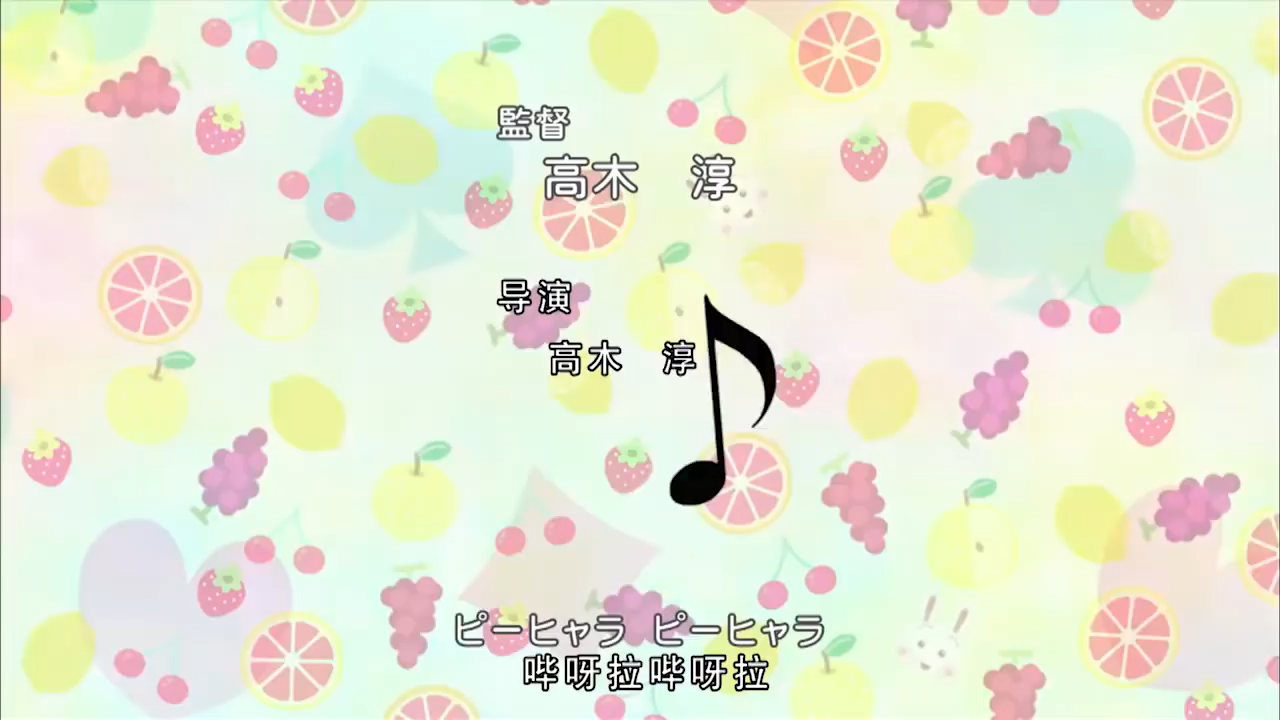 監督
高木 淳
导演
高木 淳
ピーヒャラ ピーヒャラ
哔呀拉哔呀拉